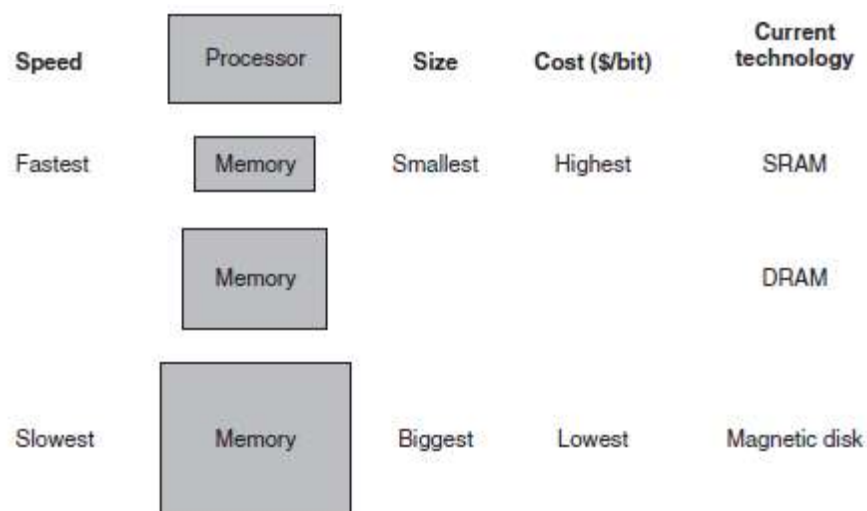 Speed Processor Size Cost ($/bit) Current
technology
Fastest Memory Smallest Highest SRAM
Memory DRAM
Slowest Memory Biggest Lowest Magnetic disk